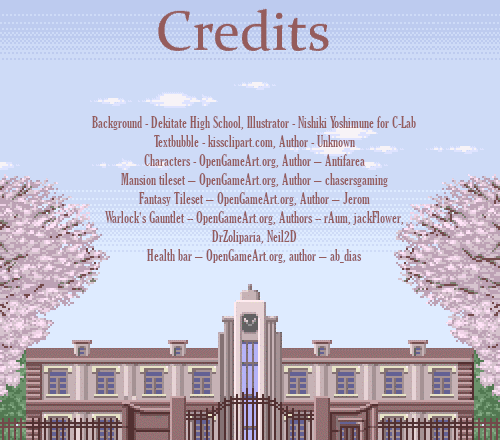 Credits
Background - Dekitate High School, Illustrator - Nishiki Yoshimune for C-Lab
Textbubble - kissclipart.com, Author - Unknown
Characters - OpenGameArt.org, Author – Antifarea
Mansion tileset – OpenGameArt.org, Author – chasersgaming
Fantasy Tileset – OpenGameArt.org, Author – Jerom
Warlock's Gauntlet – OpenGameArt.org, Authors – rAum, jackFlower,
DrZoliparia, Neil2D
Health bar – OpenGameArt.org, author – ab_dias